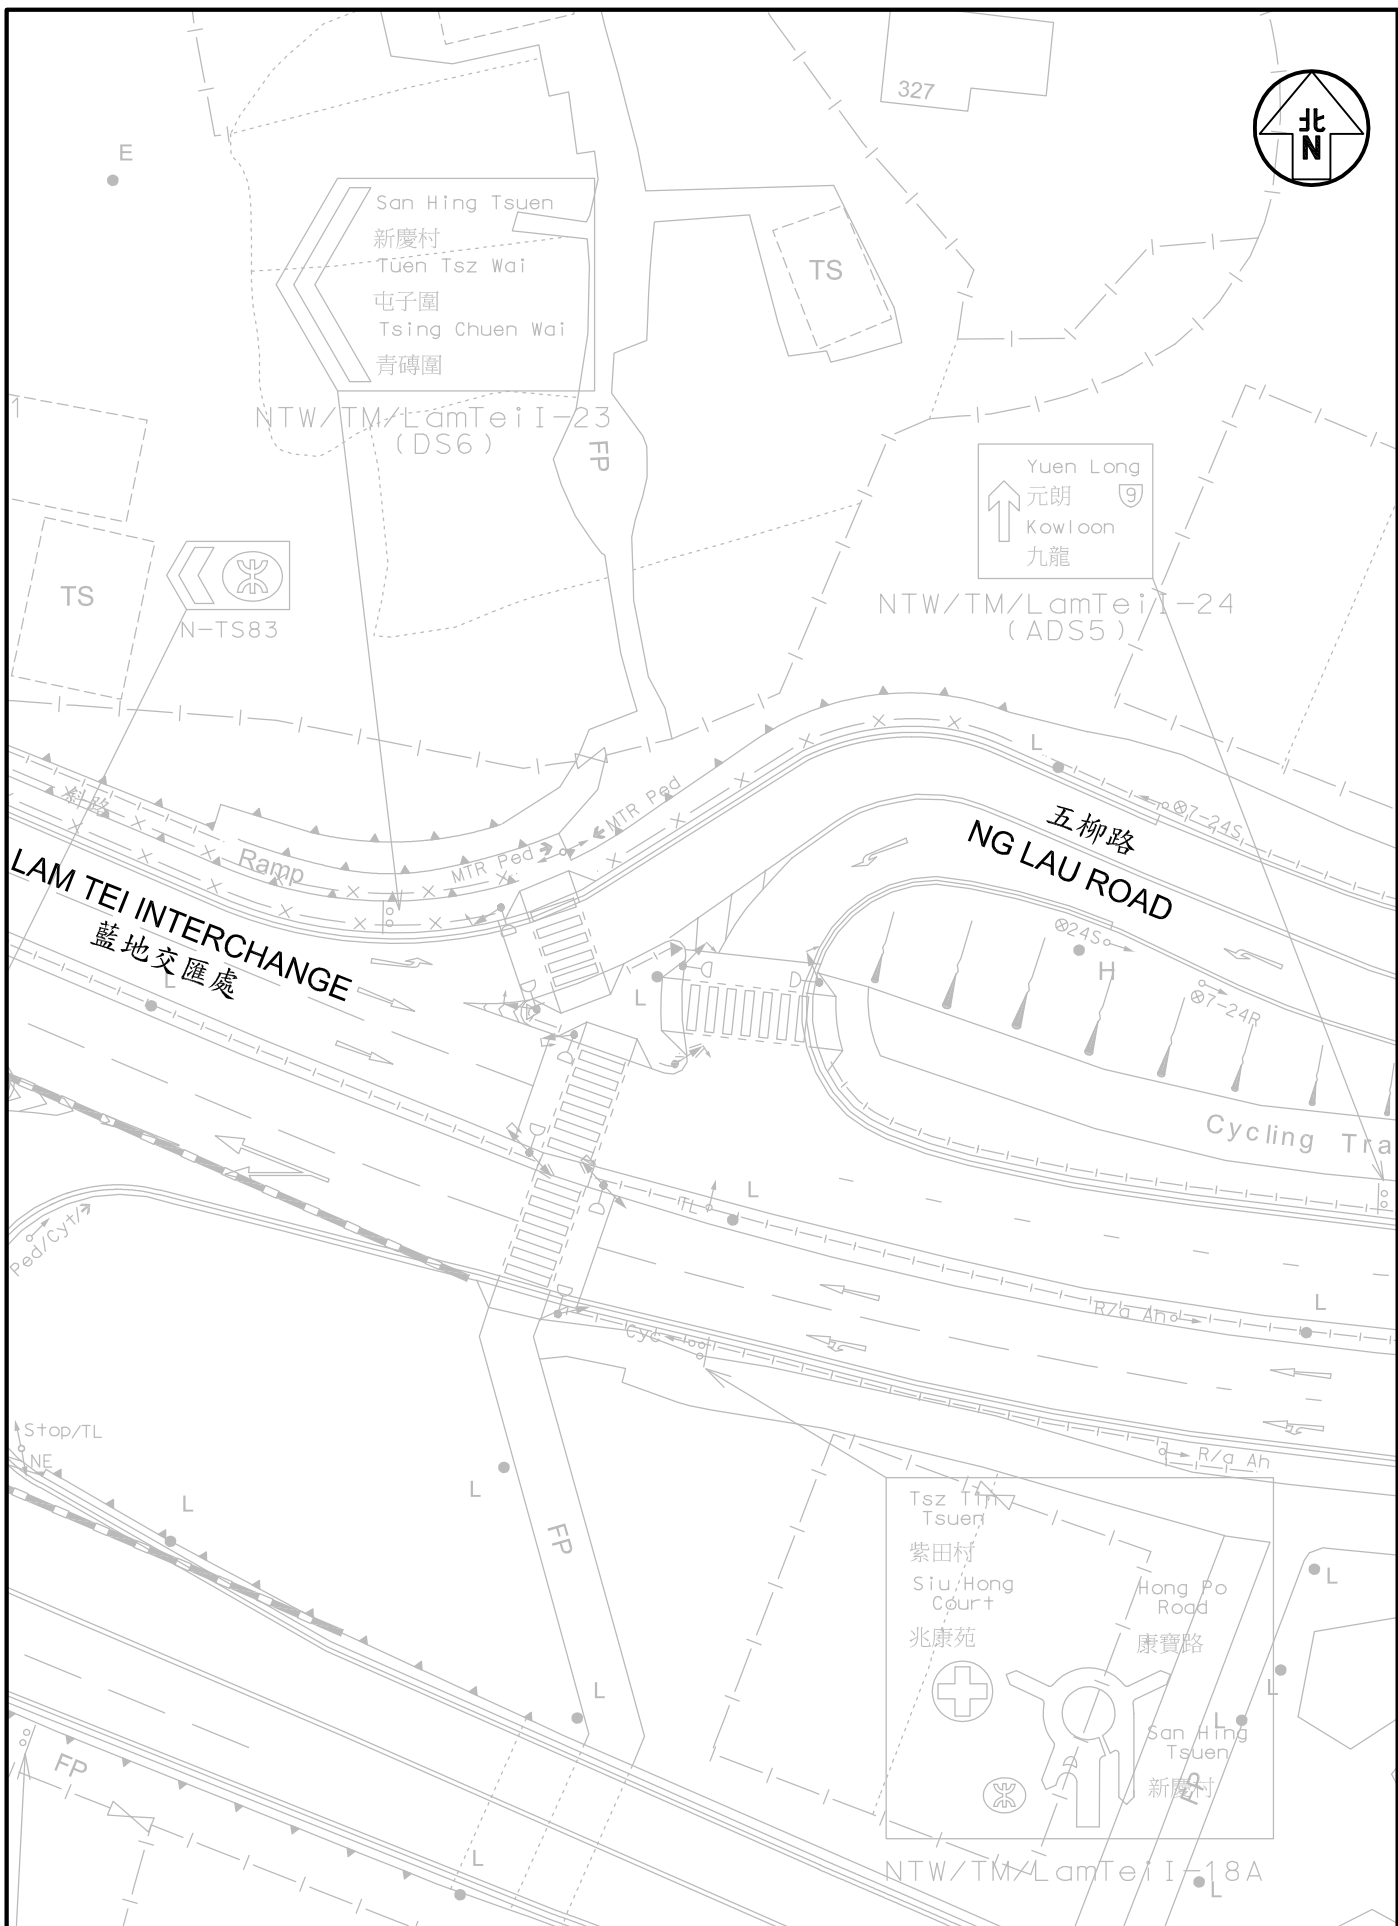 327
北
N
E
San Hing Tsuen
新慶村
Tuen Tsz Wai
屯子圍
Tsing Chuen Wai
青磚圍
NTW/TM/LamTeiI-23
(DS6)
TS
1
FP
Yuen Long
元朗
9
Kowloon
九龍
NTW/TM/LamTeiI-24
(ADS5)
TS
N-TS83
L
斜路
MTR Ped
7-24S
五柳路
NG LAU ROAD
Ramp
MTR Ped
LAM TEI INTERCHANGE
藍地交匯處
24S
H
L
L
7-24R
Cycling Tra
TL
L
Ped/Cyt/
R/a Ah
L
Cyc
Stop/TL
NE
R/a Ah
L
L
FP
Tsz Tin
Tsuen
紫田村
Siu Hong
Court
兆康苑
Hong Po
Road
康寶路
L
L
L
L
San Hing
Tsuen
新慶村
FP
FP
L
NTW/TM/LamTeiI-18A
L